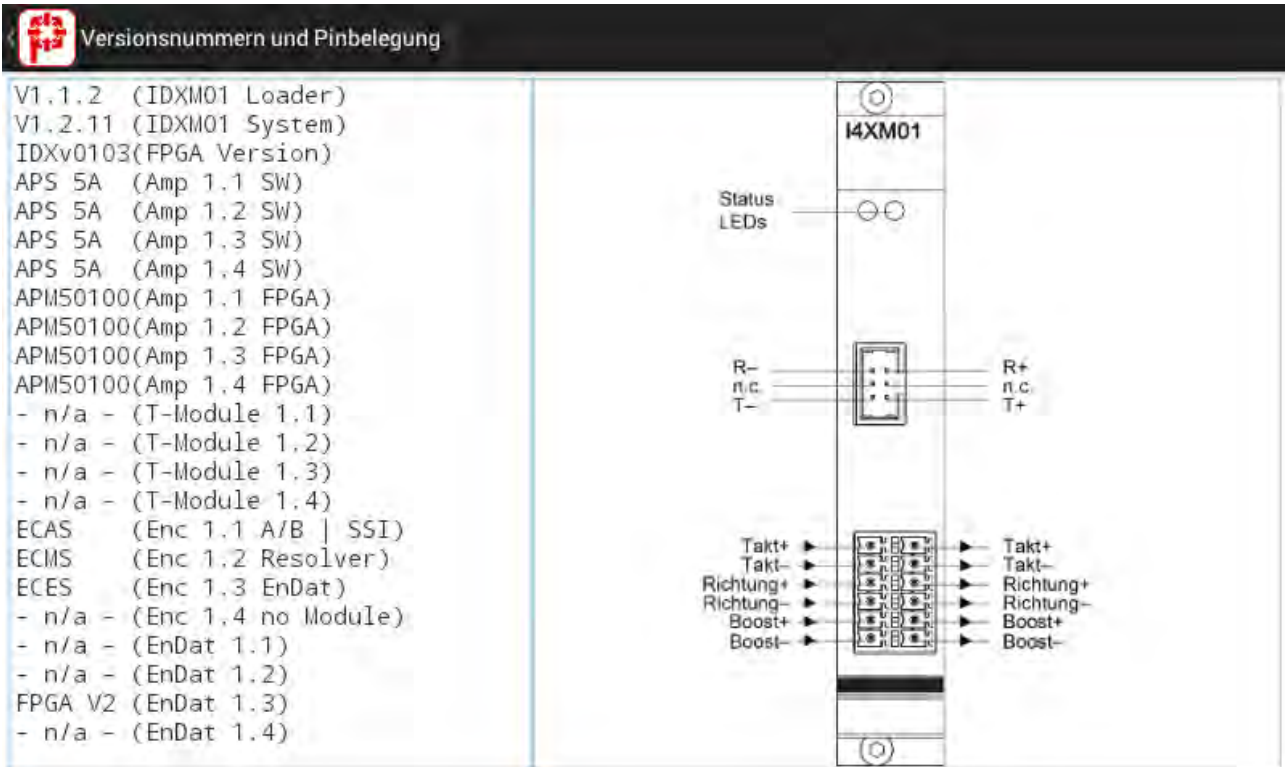 Versionsnummern und Pinbelegung
V1.1.2  (IDXM01 Loader)
V1.2.11 (IDXM01 System)
IDXv0103(FPGA Version)
APS 5A  (Amp 1.1 SW)
APS 5A  (Amp 1.2 SW)
APS 5A  (Amp 1.3 SW)
APS 5A  (Amp 1.4 SW)
APM50100(Amp 1.1 FPGA)
APM50100(Amp 1.2 FPGA)
APM50100(Amp 1.3 FPGA)
APM50100(Amp 1.4 FPGA)
- n/a - (T-Module 1.1)
- n/a - (T-Module 1.2)
- n/a - (T-Module 1.3)
- n/a - (T-Module 1.4)
ECAS    (Enc 1.1 A/B | SSI)
ECMS    (Enc 1.2 Resolver)
ECES    (Enc 1.3 EnDat)
- n/a - (Enc 1.4 no Module)
- n/a - (EnDat 1.1)
- n/a - (EnDat 1.2)
FPGA V2 (EnDat 1.3)
- n/a - (EnDat 1.4)
I4XM01
Status
LEDs
R– R+
n.c. n.c.
T– T+
Takt+ Takt+
Takt– Takt–
Richtung+ Richtung+
Richtung– Richtung–
Boost+ Boost+
Boost– Boost–